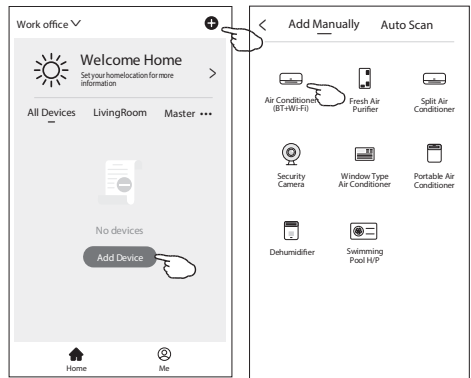 Work office
Welcome Home
Set your home location for more
information
All Devices LivingRoom Master
No devices
Add Device
Home Me
Add Manually Auto Scan
Air Conditioner
(BT+Wi-Fi)
Fresh Air
Purifier
Split Air
Conditioner
Security
Camera
Window Type
Air Conditioner
Portable Air
Conditioner
Dehumidifier
Swimming
Pool H/P